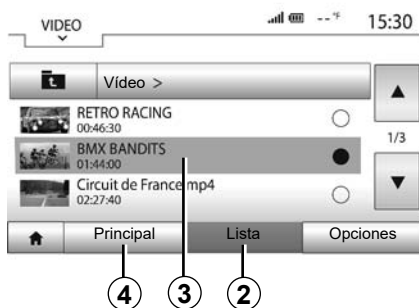 VIDEO
-- °F
15:30
Vídeo >
RETRO RACING
00:46:30
BMX BANDITS
01:44:00
1/3
Circuit de France mp4
02:27:40
Principal
Lista
Opciones
4
3
2